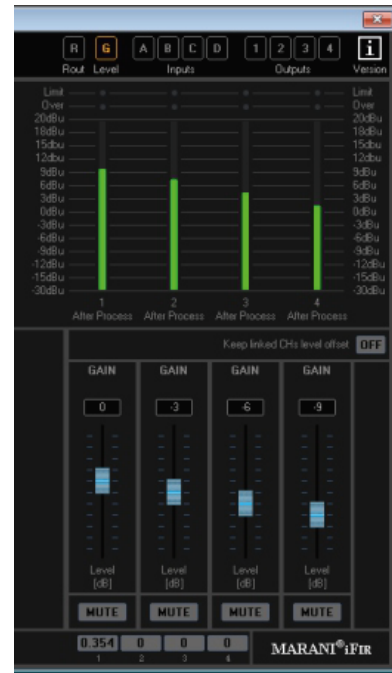 R G A B C D 1 2 3 4 i
Rout Level Inputs Outputs Version
Limit Limit
Over Over
20dBu 20dBu
18dBu 18dBu
15dbu 15dbu
12dbu 12dbu
9dBu 9dBu
6dBu 6dBu
3dBu 3dBu
0dBu 0dBu
-3dBu -3dBu
-6dBu -6dBu
-9dBu -9dBu
-12dBu -12dBu
-15dBu -15dBu
-30dBu -30dBu
1 2 3 4
After Process After Process After Process After Process
Keep linked CHs level offset OFF
GAIN GAIN GAIN GAIN
0 -3 -6 -9
Level Level Level Level
[dB] [dB] [dB] [dB]
MUTE MUTE MUTE MUTE
0.354 0 0 0
1 2 3 4
MARANI®iFIR